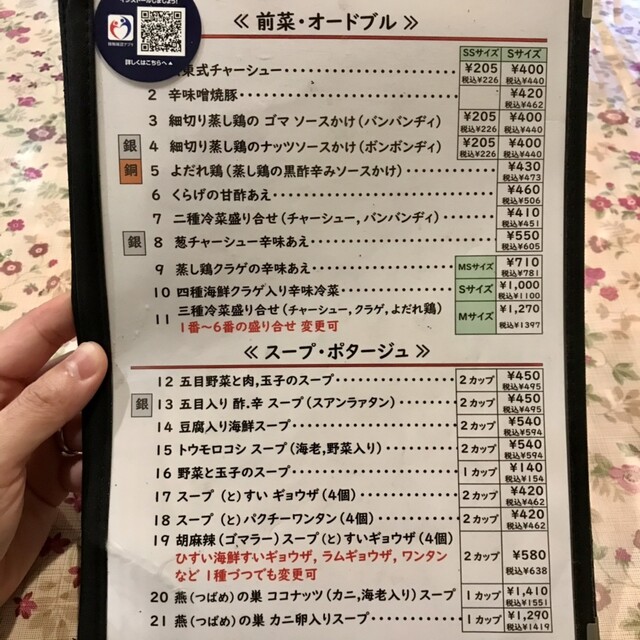 インストールしましょう!
詳しくはこちらへ▲
≪ 前菜・オードブル ≫
SSサイズ Sサイズ
東式チャーシュー ¥205 税込¥226 ¥400 税込¥440
2 辛味噌焼豚 ¥420 税込¥462
3 細切り蒸し鶏の ゴマ ソースかけ (バンバンヂィ) ¥205 税込¥226 ¥400 税込¥440
銀 4 細切り蒸し鶏のナッツソースかけ (ボンボンヂィ) ¥205 税込¥226 ¥400 税込¥440
銅 5 よだれ鶏 (蒸し鶏の黒酢辛みソースかけ) ¥430 税込¥473
6 くらげの甘酢あえ ¥460 税込¥506
7 二種冷菜盛り合せ (チャーシュー, バンバンヂィ) ¥410 税込¥451
銀 8 葱チャーシュー辛味あえ ¥550 税込¥605
9 蒸し鶏クラゲの辛味あえ MSサイズ ¥710 税込¥781
10 四種海鮮クラゲ入り辛味冷菜 Sサイズ ¥1,000 税込¥1100
11 三種冷菜盛り合せ (チャーシュー, クラゲ, よだれ鶏) Mサイズ ¥1,270 税込¥1397
1番〜6番の盛り合せ 変更可
≪ スープ・ポタージュ ≫
12 五目野菜と肉,玉子のスープ 2カップ ¥450 税込¥495
銀 13 五目入り 酢.辛 スープ (スアンラァタン) 2カップ ¥450 税込¥495
14 豆腐入り海鮮スープ 2カップ ¥540 税込¥594
15 トウモロコシ スープ (海老,野菜入り) 2カップ ¥540 税込¥594
16 野菜と玉子のスープ 1カップ ¥140 税込¥154
17 スープ (と) すい ギョウザ (4個) 2カップ ¥420 税込¥462
18 スープ (と) パクチーワンタン (4個) 2カップ ¥420 税込¥462
19 胡麻辣 (ゴマラー) スープ (と) すいギョウザ (4個) 2カップ ¥580 税込¥638
ひすい海鮮すいギョウザ, ラムギョウザ, ワンタン
など 1種づつでも変更可
20 燕 (つばめ) の巣 ココナッツ (カニ,海老入り) スープ 1カップ ¥1,410 税込¥1551
21 燕 (つばめ) の巣 カニ卵入りスープ 1カップ ¥1,290 税込¥1419